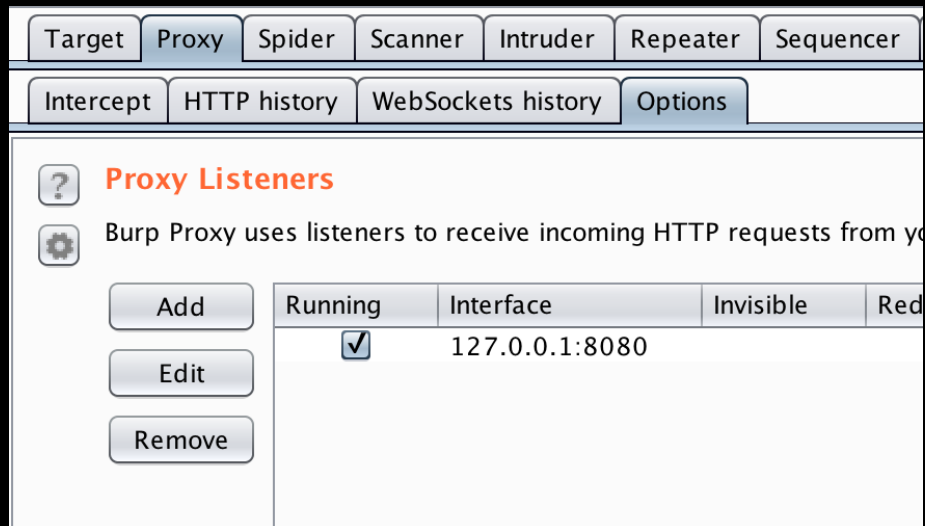 Target Proxy Spider Scanner Intruder Repeater Sequencer
Intercept HTTP history WebSockets history Options
? Proxy Listeners
Burp Proxy uses listeners to receive incoming HTTP requests from
Add Running Interface Invisible Red
127.0.0.1:8080
Edit
Remove